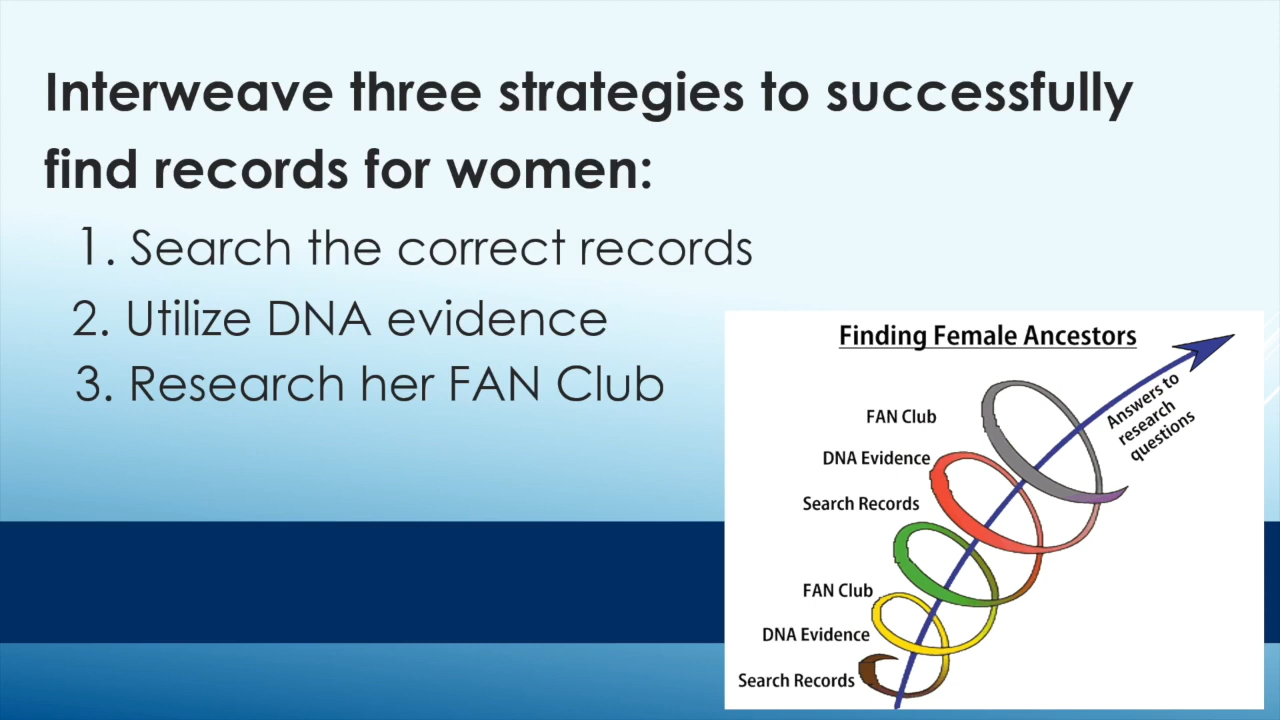 Interweave three strategies to successfully
find records for women:
1. Search the correct records
2. Utilize DNA evidence
3. Research her FAN Club
Finding Female Ancestors
FAN Club
DNA Evidence
Search Records
FAN Club
DNA Evidence
Search Records
Answers to
research
questions